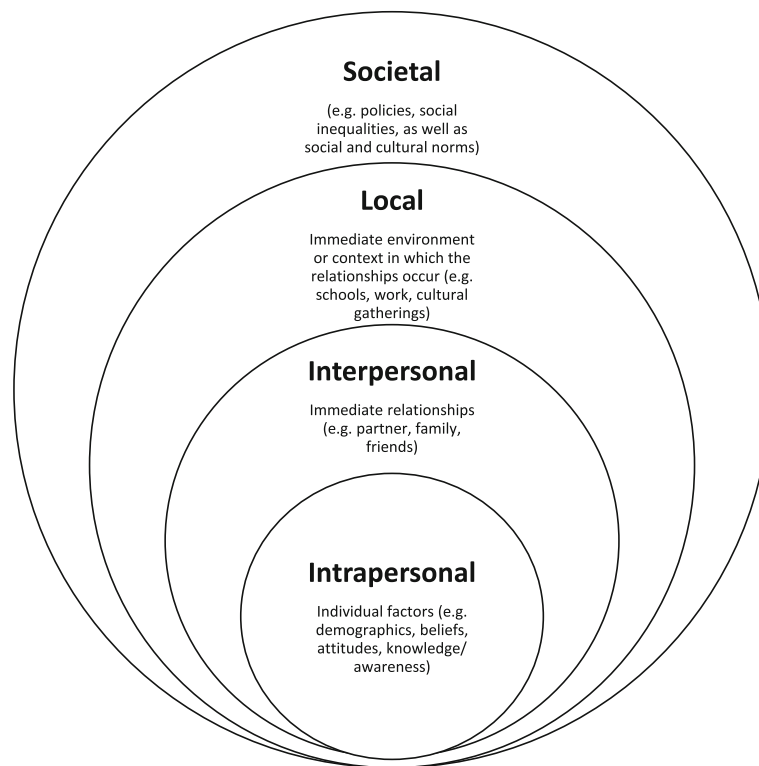 Societal
(e.g. policies, social
inequalities, as well as
social and cultural norms)
Local
Immediate environment
or context in which the
relationships occur (e.g.
schools, work, cultural
gatherings)
Interpersonal
Immediate relationships
(e.g. partner, family,
friends)
Intrapersonal
Individual factors (e.g.
demographics, beliefs,
attitudes, knowledge/
awareness)